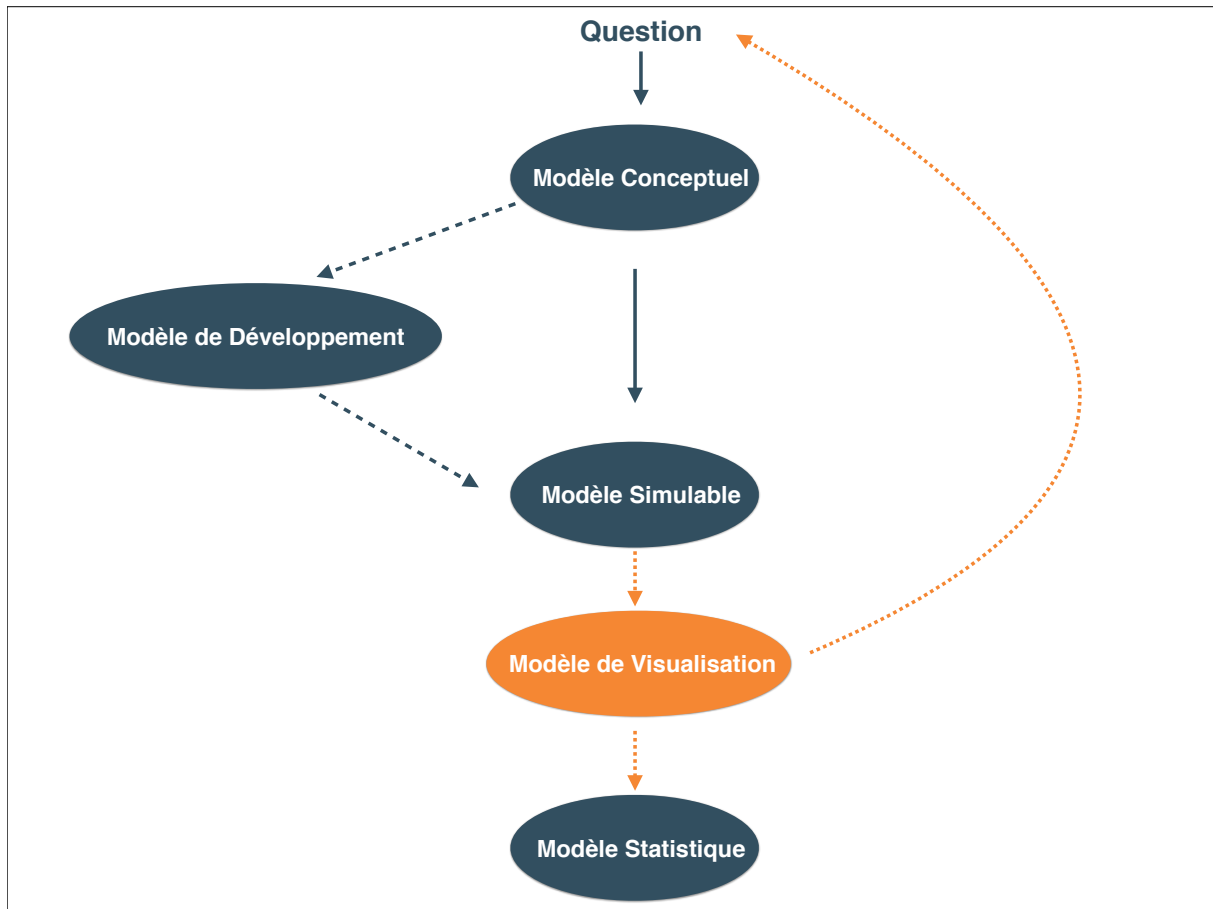 Question
Modèle Conceptuel
Modèle de Développement
Modèle Simulable
Modèle de Visualisation
Modèle Statistique